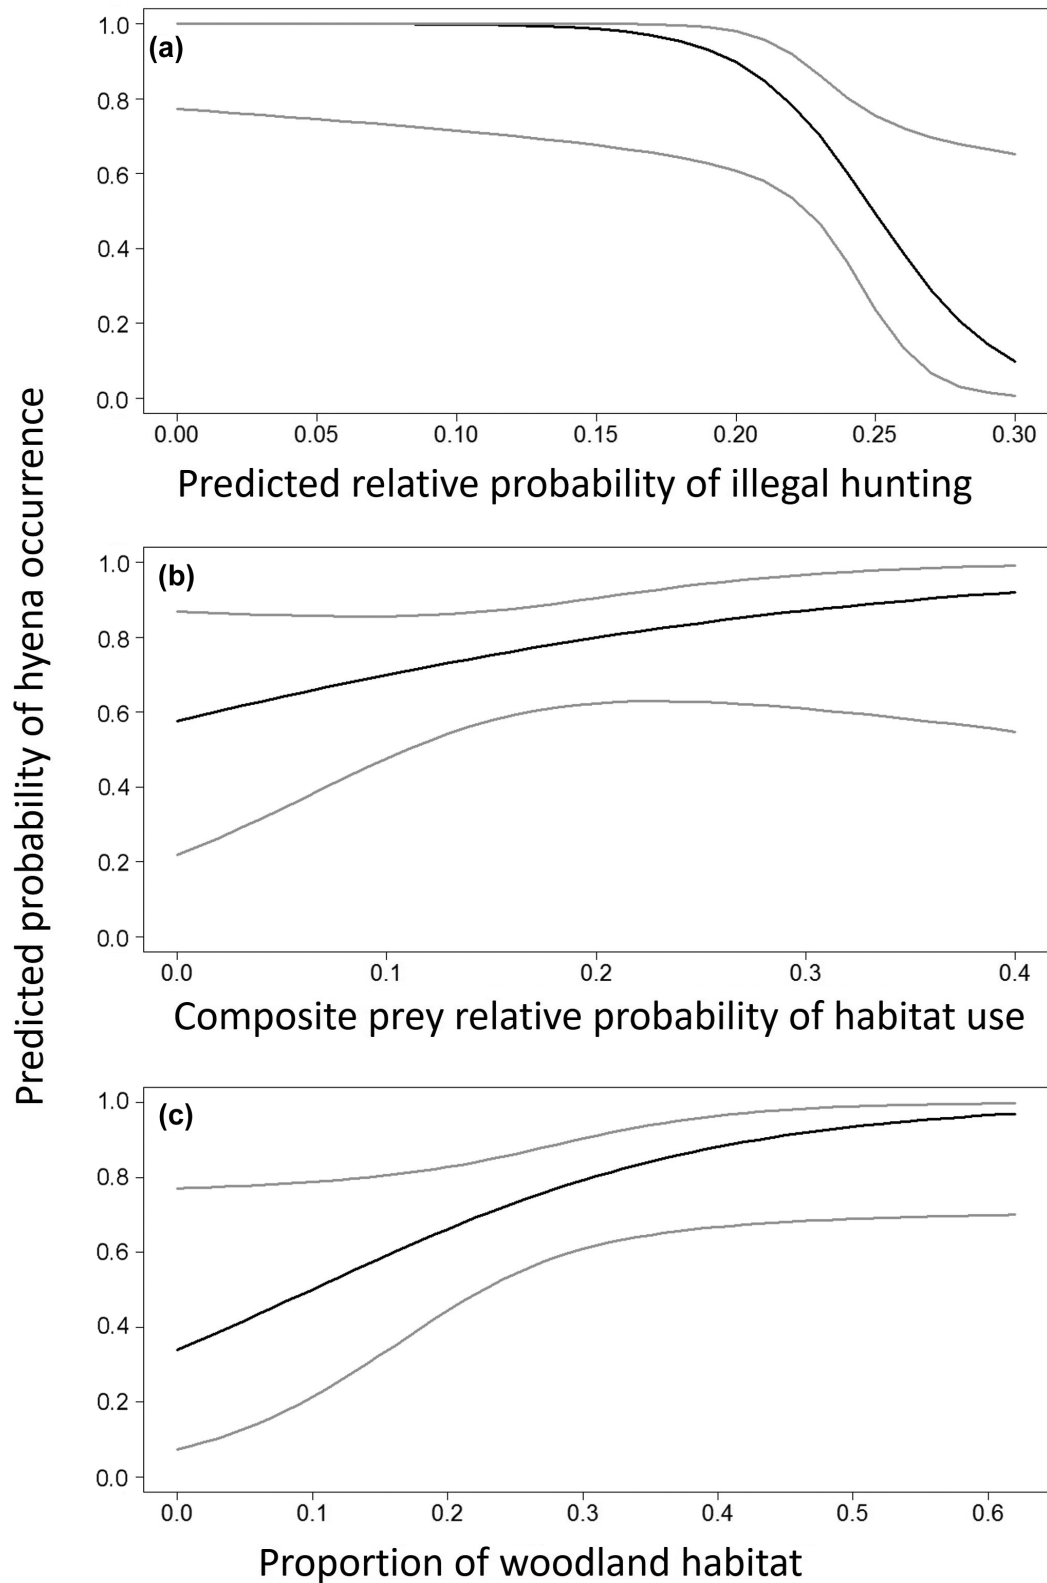 Predicted probability of hyena occurrence
(a)
1.0
0.8
0.6
0.4
0.2
0.0
0.00 0.05 0.10 0.15 0.20 0.25 0.30
Predicted relative probability of illegal hunting
(b)
1.0
0.8
0.6
0.4
0.2
0.0
0.0 0.1 0.2 0.3 0.4
Composite prey relative probability of habitat use
(c)
1.0
0.8
0.6
0.4
0.2
0.0
0.0 0.1 0.2 0.3 0.4 0.5 0.6
Proportion of woodland habitat